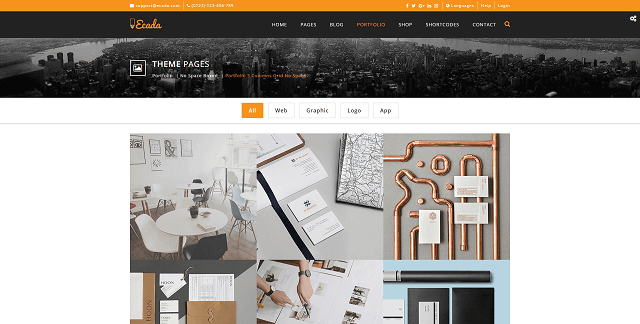 support@ecada.com (0123) 123-456-789 Languages Help Login
Ecada HOME PAGES BLOG PORTFOLIO SHOP SHORTCODES CONTACT
THEME PAGES
Portfolio | No Space Boxed | Portfolio 3 Columns Grid No Space
All Web Graphic Logo App
HOON